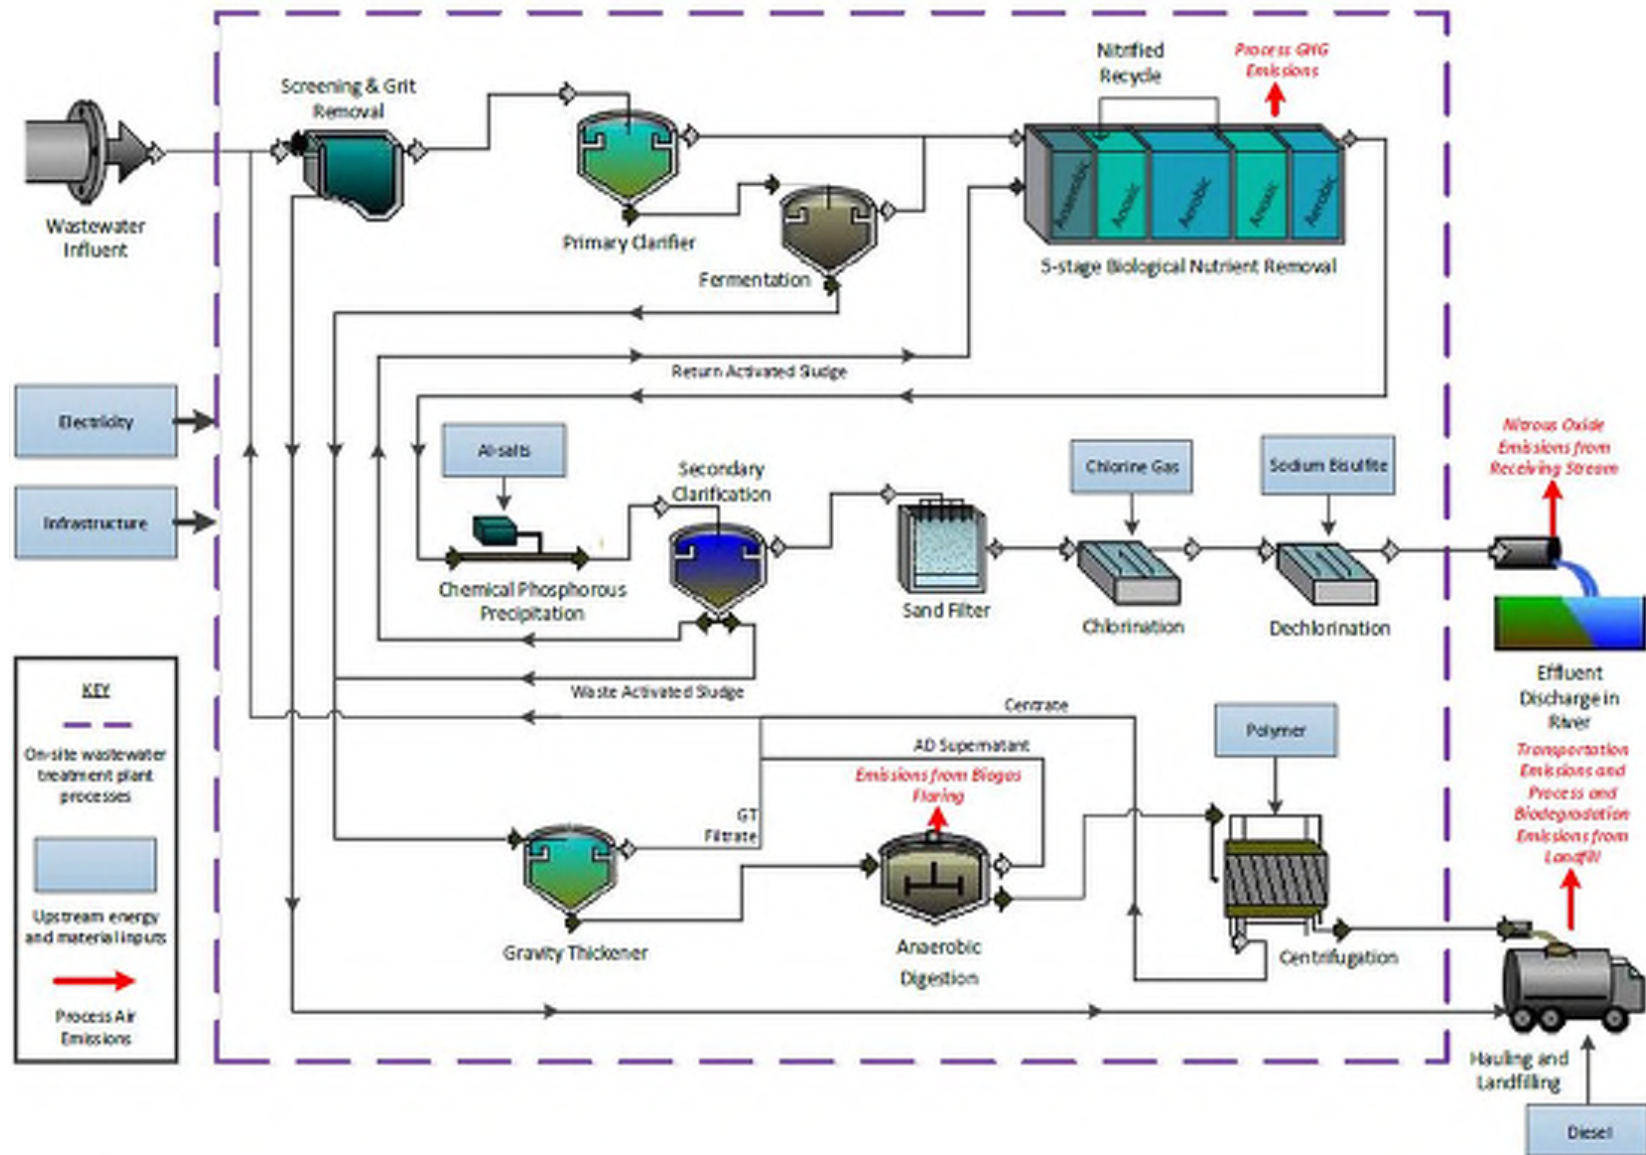 Screening & Grit
Removal
Nitrified
Recycle
Process GHG
Emissions
Wastewater
Influent
Primary Clarifier
Fermentation
Anaerobic
Anoxic
Aerobic
Anoxic
Aerobic
5-stage Biological Nutrient Removal
Return Activated Sludge
Electricity
Infrastructure
Al-salts
Secondary
Clarification
Chlorine Gas
Sodium Bisulfite
Nitrous Oxide
Emissions from
Receiving Stream
Chemical Phosphorous
Precipitation
Sand Filter
Chlorination
Dechlorination
Effluent
Discharge in
River
Waste Activated Sludge
Centrate
AD Supernatant
Polymer
Emissions from Biogas
Flaring
GT
Filtrate
Transportation
Emissions and
Process and
Biodegradation
Emissions from
Landfill
Gravity Thickener
Anaerobic
Digestion
Centrifugation
Hauling and
Landfilling
Diesel
KEY
On-site wastewater
treatment plant
processes
Upstream energy
and material inputs
Process Air
Emissions